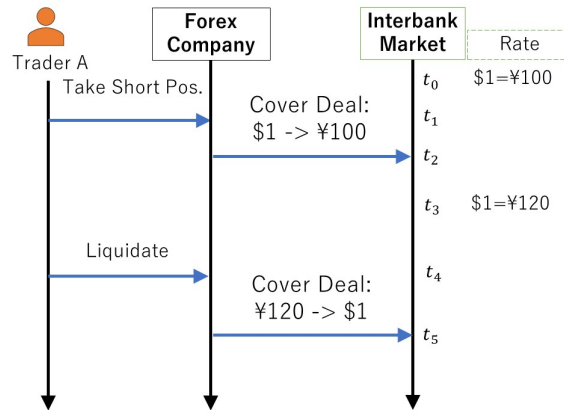 Trader A
Forex
Company
Interbank
Market
Rate
t₀
$1=¥100
Take Short Pos.
Cover Deal:
$1 -> ¥100
t₁
t₂
t₃
$1=¥120
Liquidate
t₄
Cover Deal:
¥120 -> $1
t₅